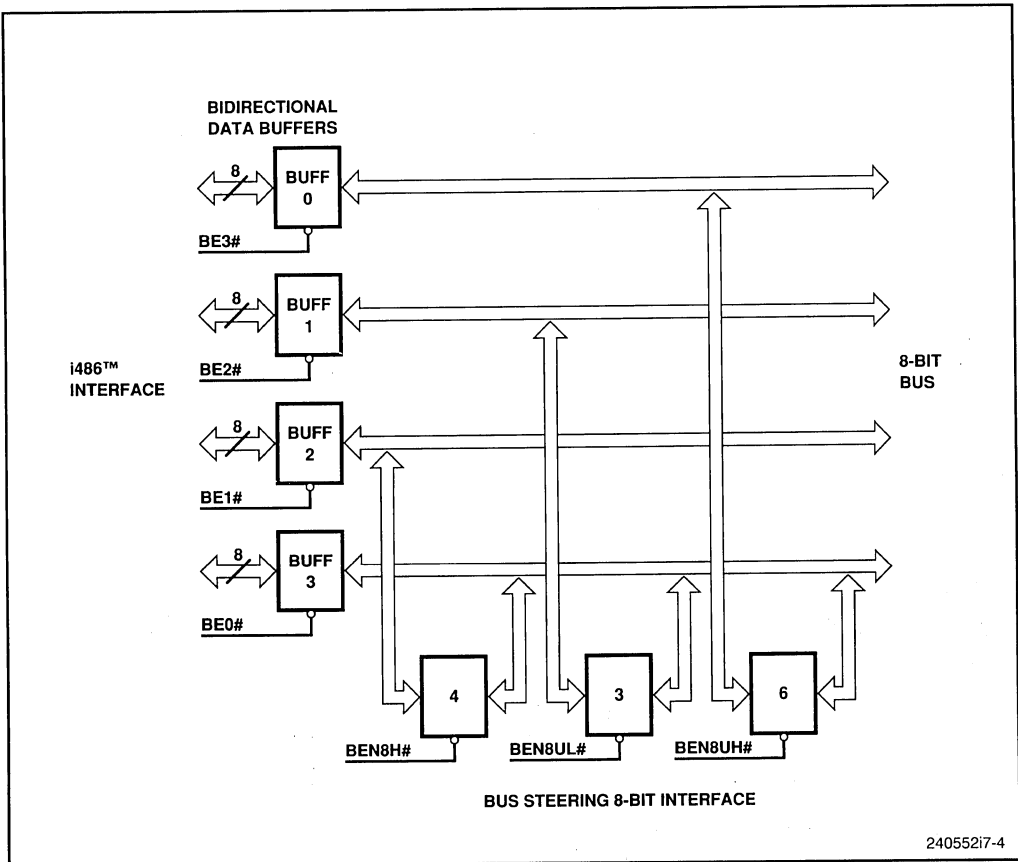 BIDIRECTIONAL
DATA BUFFERS
8
BUFF
0
BE3#
8
BUFF
1
BE2#
i486™
INTERFACE
8-BIT
BUS
8
BUFF
2
BE1#
8
BUFF
3
BE0#
4
3
6
BEN8H#
BEN8UL#
BEN8UH#
BUS STEERING 8-BIT INTERFACE
240552i7-4